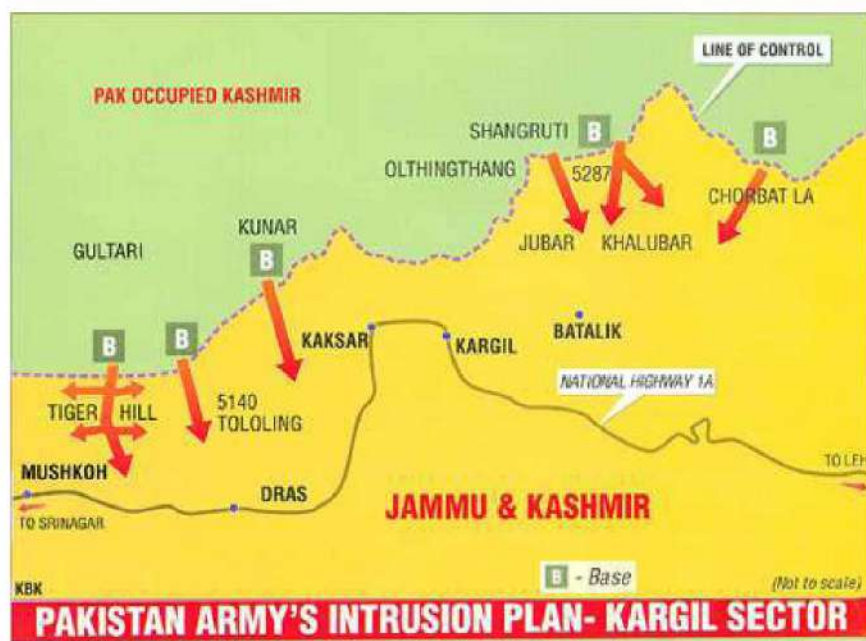 LINE OF CONTROL
PAK OCCUPIED KASHMIR
B
SHANGRUTI B
OLTHINGTHANG
5287
CHORBAT LA
KUNAR
GULTARI
B
JUBAR KHALUBAR
KAKSAR
KARGIL
BATALIK
B
B
NATIONAL HIGHWAY 1A
TIGER HILL
5140
TOLOLING
MUSHKOH
DRAS
TO SRINAGAR
TO LEH
JAMMU & KASHMIR
B - Base
KBK
(Not to scale)
PAKISTAN ARMY'S INTRUSION PLAN- KARGIL SECTOR